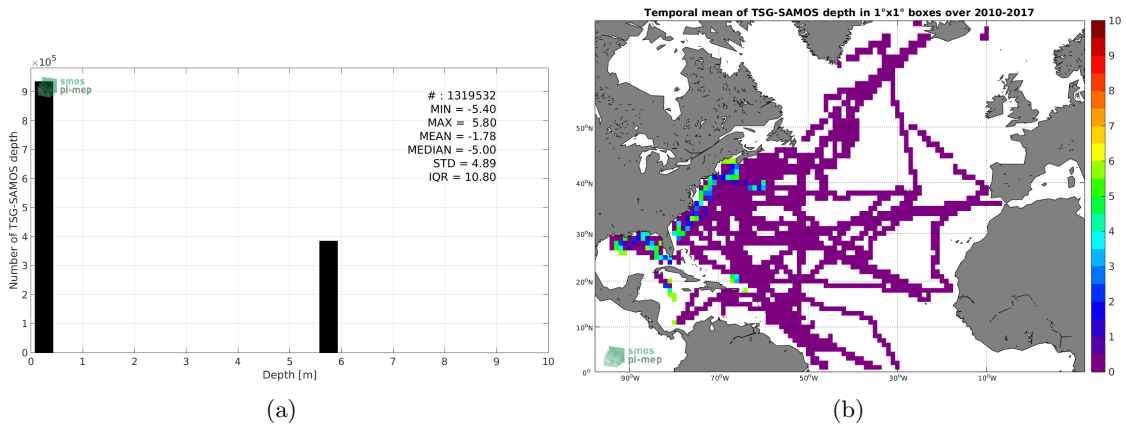 ×10⁵
smos
pi-mep
# : 1319532
MIN = -5.40
MAX = 5.80
MEAN = -1.78
MEDIAN = -5.00
STD = 4.89
IQR = 10.80
Number of TSG-SAMOS depth
9
8
7
6
5
4
3
2
1
0
0 1 2 3 4 5 6 7 8 9 10
Depth [m]
(a)
Temporal mean of TSG-SAMOS depth in 1°x1° boxes over 2010-2017
50°N
40°N
30°N
20°N
10°N
0°
90°W 70°W 50°W 30°W 10°W
smos
pi-mep
10
9
8
7
6
5
4
3
2
1
0
(b)